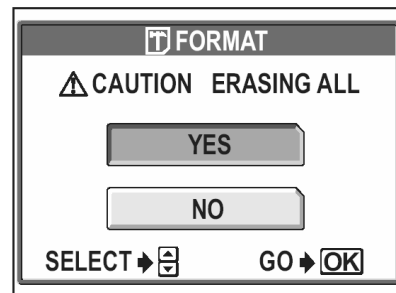 FORMAT
CAUTION ERASING ALL
YES
NO
SELECT GO OK